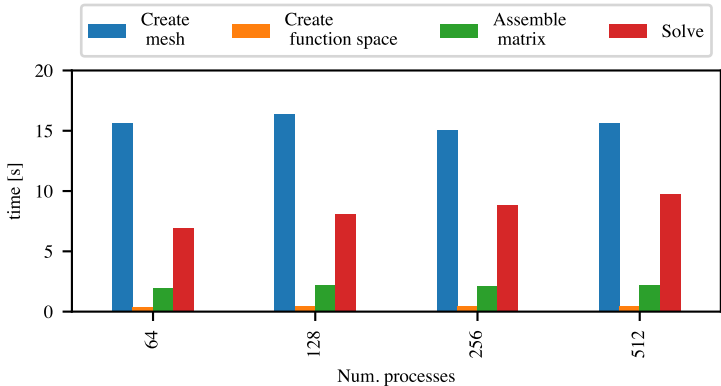 Create
mesh
Create
function space
Assemble
matrix
Solve
20
15
10
5
0
time [s]
64
128
256
512
Num. processes